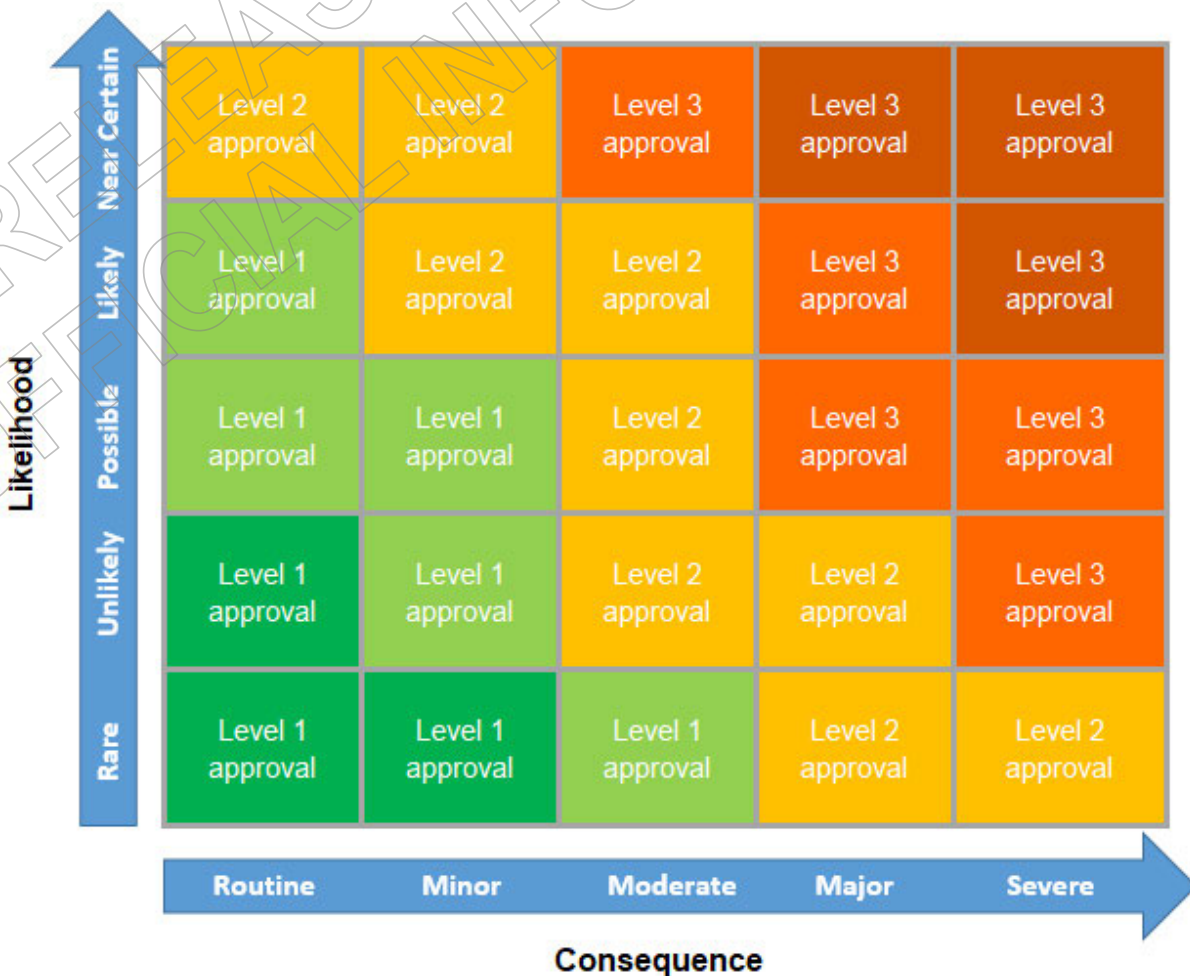 RELEAS
OFFICIAL INFO
Likelihood
Near Certain
Likely
Possible
Unlikely
Rare
Level 2
approval
Level 2
approval
Level 3
approval
Level 3
approval
Level 3
approval
Level 1
approval
Level 2
approval
Level 2
approval
Level 3
approval
Level 3
approval
Level 1
approval
Level 1
approval
Level 2
approval
Level 3
approval
Level 3
approval
Level 1
approval
Level 1
approval
Level 2
approval
Level 2
approval
Level 3
approval
Level 1
approval
Level 1
approval
Level 1
approval
Level 2
approval
Level 2
approval
Routine Minor Moderate Major Severe
Consequence